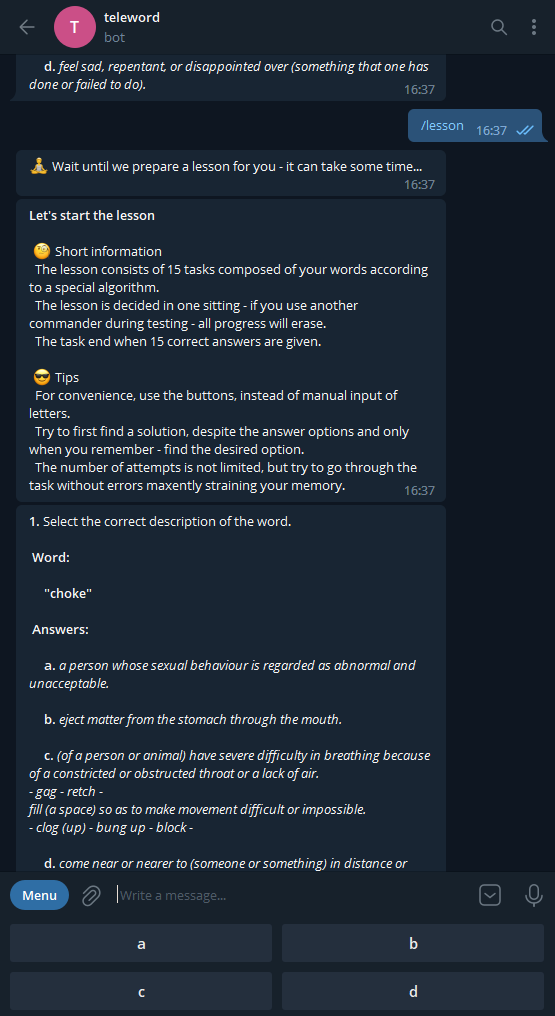 teleword
bot
T
d. feel sad, repentant, or disappointed over (something that one has
done or failed to do).
16:37
/lesson 16:37
Wait until we prepare a lesson for you - it can take some time...
16:37
Let's start the lesson
Short information
The lesson consists of 15 tasks composed of your words according
to a special algorithm.
The lesson is decided in one sitting - if you use another
commander during testing - all progress will erase.
The task end when 15 correct answers are given.
Tips
For convenience, use the buttons, instead of manual input of
letters.
Try to first find a solution, despite the answer options and only
when you remember - find the desired option.
The number of attempts is not limited, but try to go through the
task without errors maxently straining your memory.
16:37
1. Select the correct description of the word.
Word:
"choke"
Answers:
a. a person whose sexual behaviour is regarded as abnormal and
unacceptable.
b. eject matter from the stomach through the mouth.
c. (of a person or animal) have severe difficulty in breathing because
of a constricted or obstructed throat or a lack of air.
- gag - retch -
fill (a space) so as to make movement difficult or impossible.
- clog (up) - bung up - block -
d. come near or nearer to (someone or something) in distance or
Menu Write a message...
a b
c d